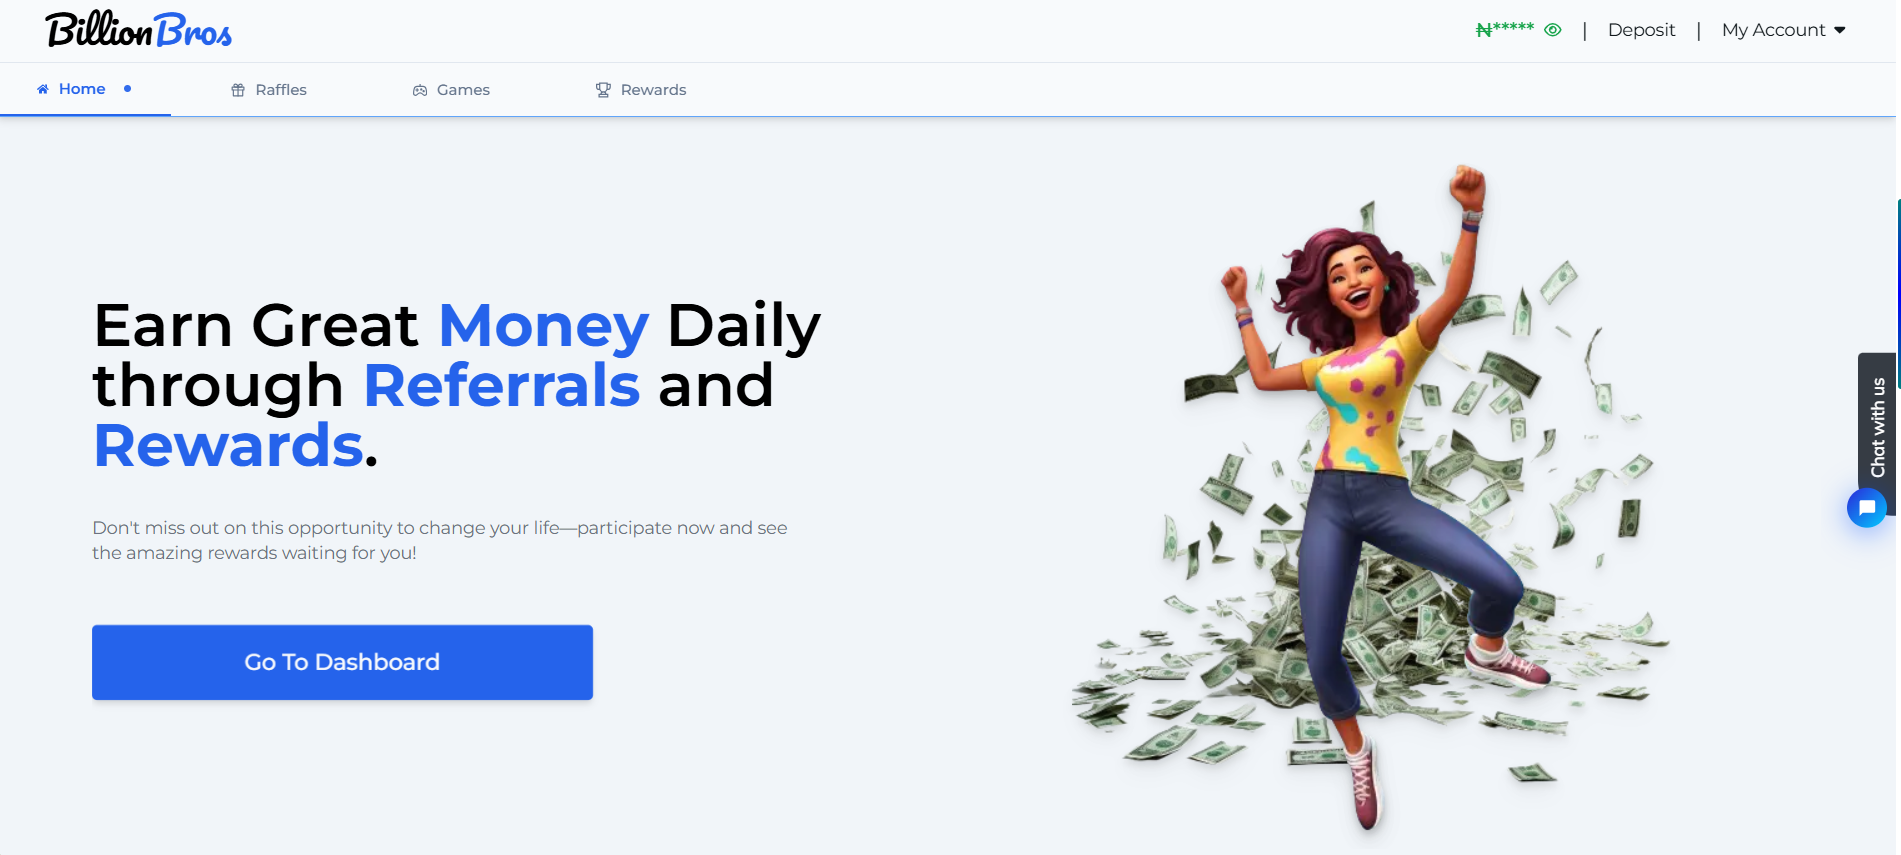 BillionBros
₦***** | Deposit | My Account
Home
Raffles
Games
Rewards
Earn Great Money Daily
through Referrals and
Rewards.
Don't miss out on this opportunity to change your life—participate now and see
the amazing rewards waiting for you!
Go To Dashboard
Chat with us